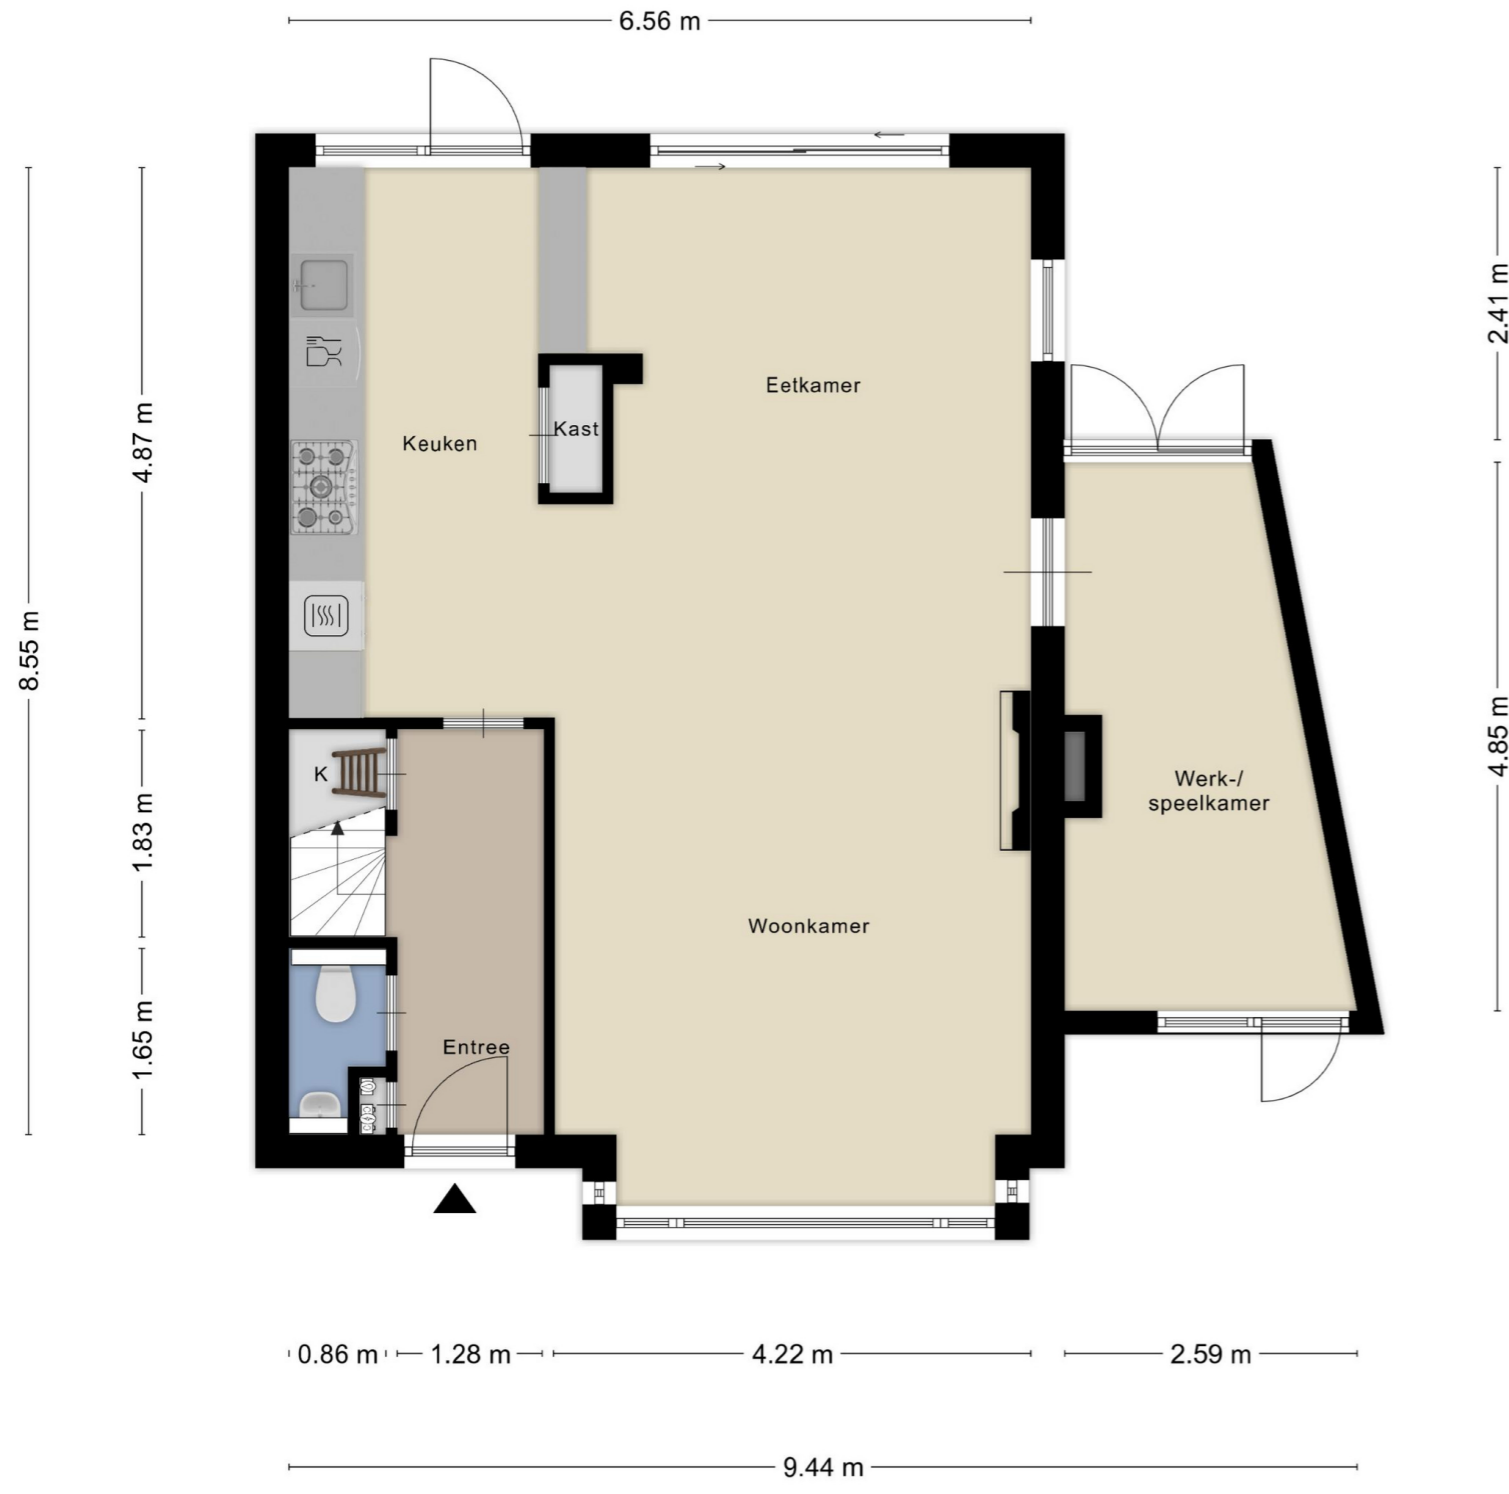 6.56 m
8.55 m
4.87 m
1.83 m
1.65 m
2.41 m
4.85 m
Eetkamer
Keuken
Kast
K
Werk-/
speelkamer
Woonkamer
Entree
0.86 m
1.28 m
4.22 m
2.59 m
9.44 m